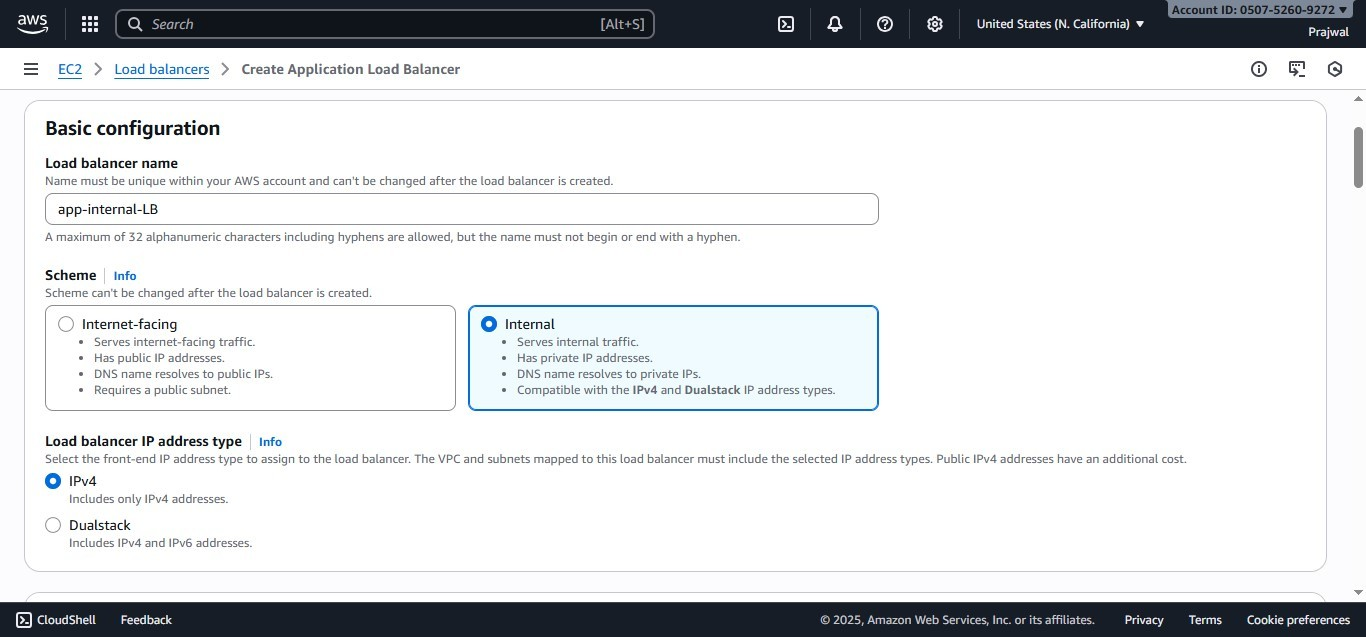 aws
Search
[Alt+S]
United States (N. California)
Account ID: 0507-5260-9272
Prajwal
EC2
Load balancers
Create Application Load Balancer
Basic configuration
Load balancer name
Name must be unique within your AWS account and can't be changed after the load balancer is created.
app-internal-LB
A maximum of 32 alphanumeric characters including hyphens are allowed, but the name must not begin or end with a hyphen.
Scheme Info
Scheme can't be changed after the load balancer is created.
Internet-facing
• Serves internet-facing traffic.
• Has public IP addresses.
• DNS name resolves to public IPs.
• Requires a public subnet.
Internal
• Serves internal traffic.
• Has private IP addresses.
• DNS name resolves to private IPs.
• Compatible with the IPv4 and Dualstack IP address types.
Load balancer IP address type Info
Select the front-end IP address type to assign to the load balancer. The VPC and subnets mapped to this load balancer must include the selected IP address types. Public IPv4 addresses have an additional cost.
IPv4
Includes only IPv4 addresses.
Dualstack
Includes IPv4 and IPv6 addresses.
CloudShell
Feedback
© 2025, Amazon Web Services, Inc. or its affiliates.
Privacy
Terms
Cookie preferences